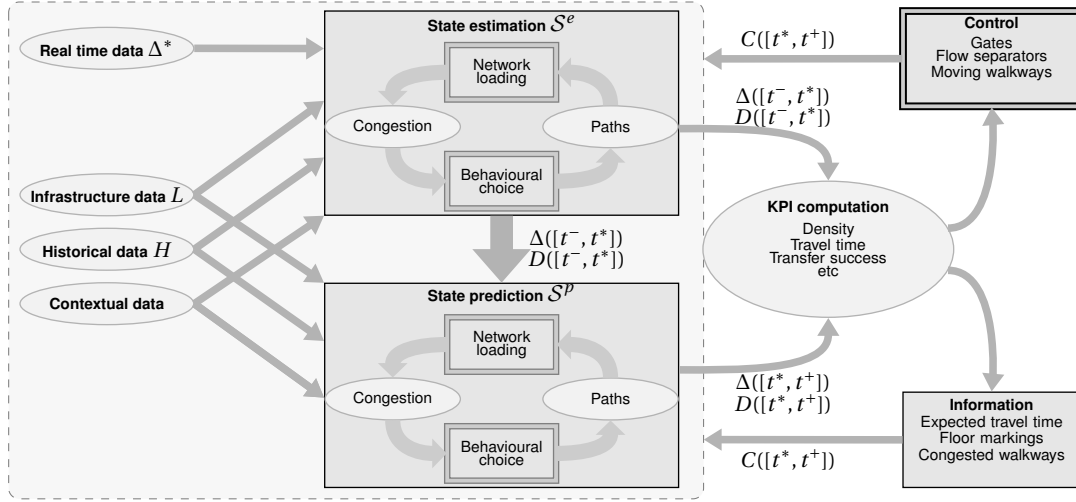 Real time data Δ*
Infrastructure data L
Historical data H
Contextual data
State estimation 𝒮ᵉ
Network
loading
Congestion
Paths
Behavioural
choice
Δ([t⁻, t*])
D([t⁻, t*])
State prediction 𝒮ᵖ
Network
loading
Congestion
Paths
Behavioural
choice
C([t*, t⁺])
Δ([t⁻, t*])
D([t⁻, t*])
KPI computation
Density
Travel time
Transfer success
etc
Δ([t*, t⁺])
D([t*, t⁺])
C([t*, t⁺])
Control
Gates
Flow separators
Moving walkways
Information
Expected travel time
Floor markings
Congested walkways